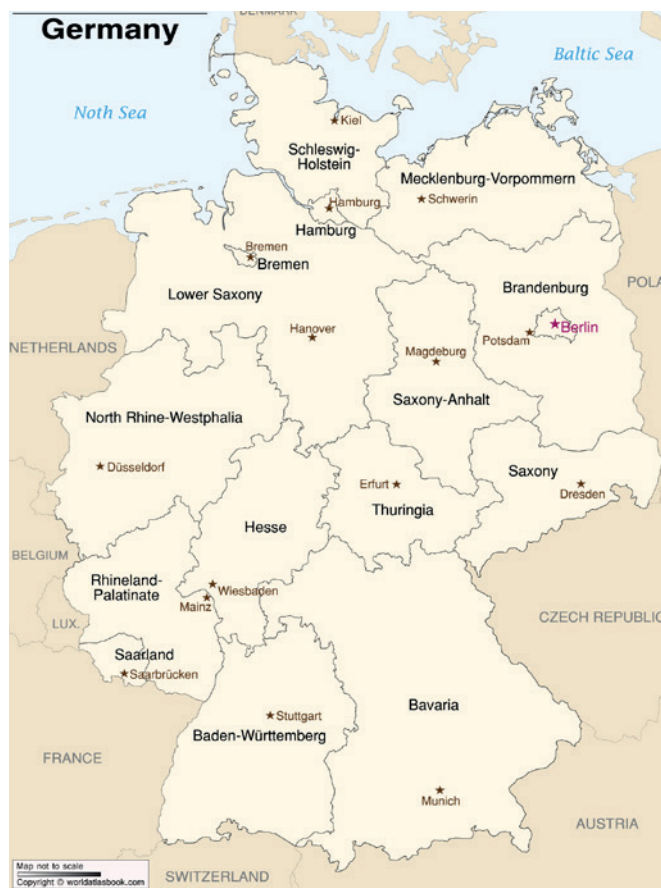 Germany
DENMARK
Baltic Sea
Noth Sea
Kiel
Schleswig-
Holstein
Mecklenburg-Vorpommern
Schwerin
Hamburg
Hamburg
Bremen
Bremen
Lower Saxony
Brandenburg
POLA
Hanover
Potsdam
Berlin
NETHERLANDS
Magdeburg
Saxony-Anhalt
North Rhine-Westphalia
Düsseldorf
Saxony
Erfurt
Dresden
Thuringia
Hesse
BELGIUM
Rhineland-
Palatinate
Wiesbaden
Mainz
CZECH REPUBLIC
LUX.
Saarland
Saarbrücken
Bavaria
Stuttgart
Baden-Württemberg
FRANCE
Munich
AUSTRIA
Map not to scale
Copyright © worldatlasbook.com
SWITZERLAND